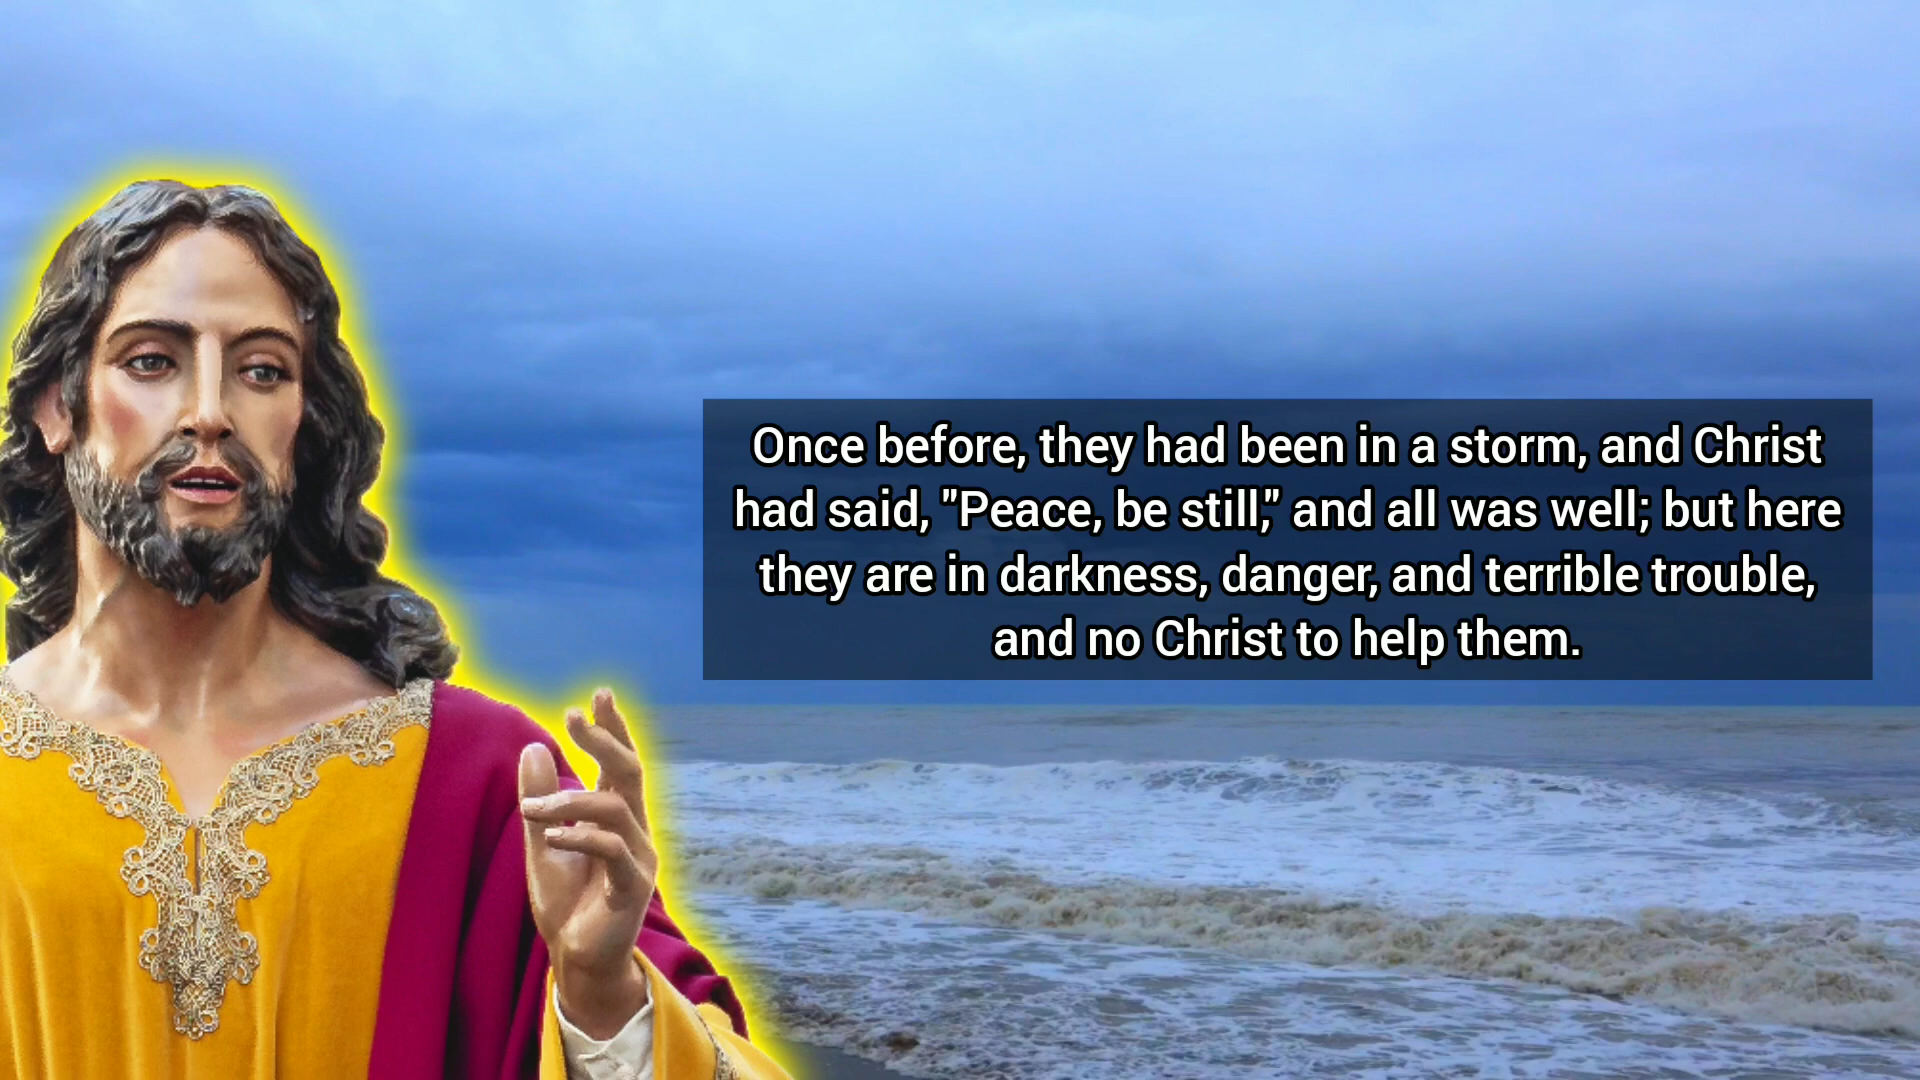 Once before, they had been in a storm, and Christ
had said, "Peace, be still," and all was well; but here
they are in darkness, danger, and terrible trouble,
and no Christ to help them.